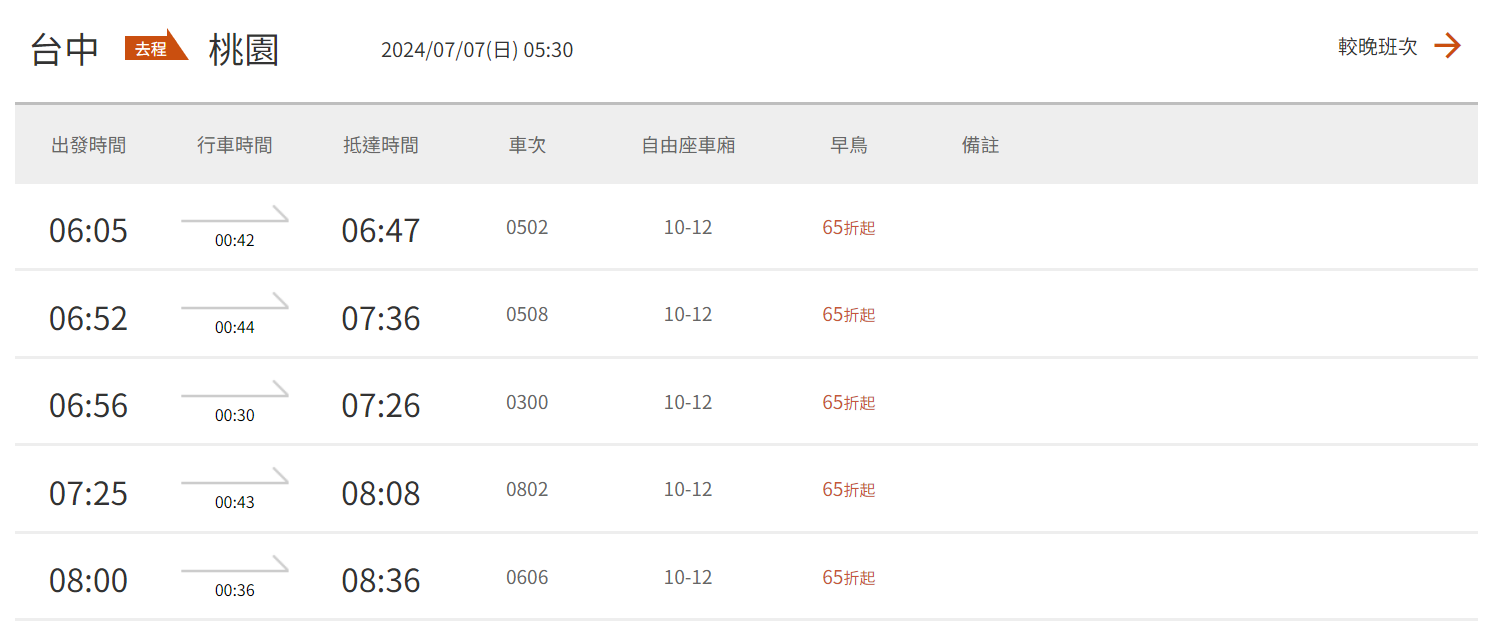 台中 去程 桃園 2024/07/07(日) 05:30 較晚班次
出發時間 行車時間 抵達時間 車次 自由座車廂 早鳥 備註
06:05 00:42 06:47 0502 10-12 65折起
06:52 00:44 07:36 0508 10-12 65折起
06:56 00:30 07:26 0300 10-12 65折起
07:25 00:43 08:08 0802 10-12 65折起
08:00 00:36 08:36 0606 10-12 65折起